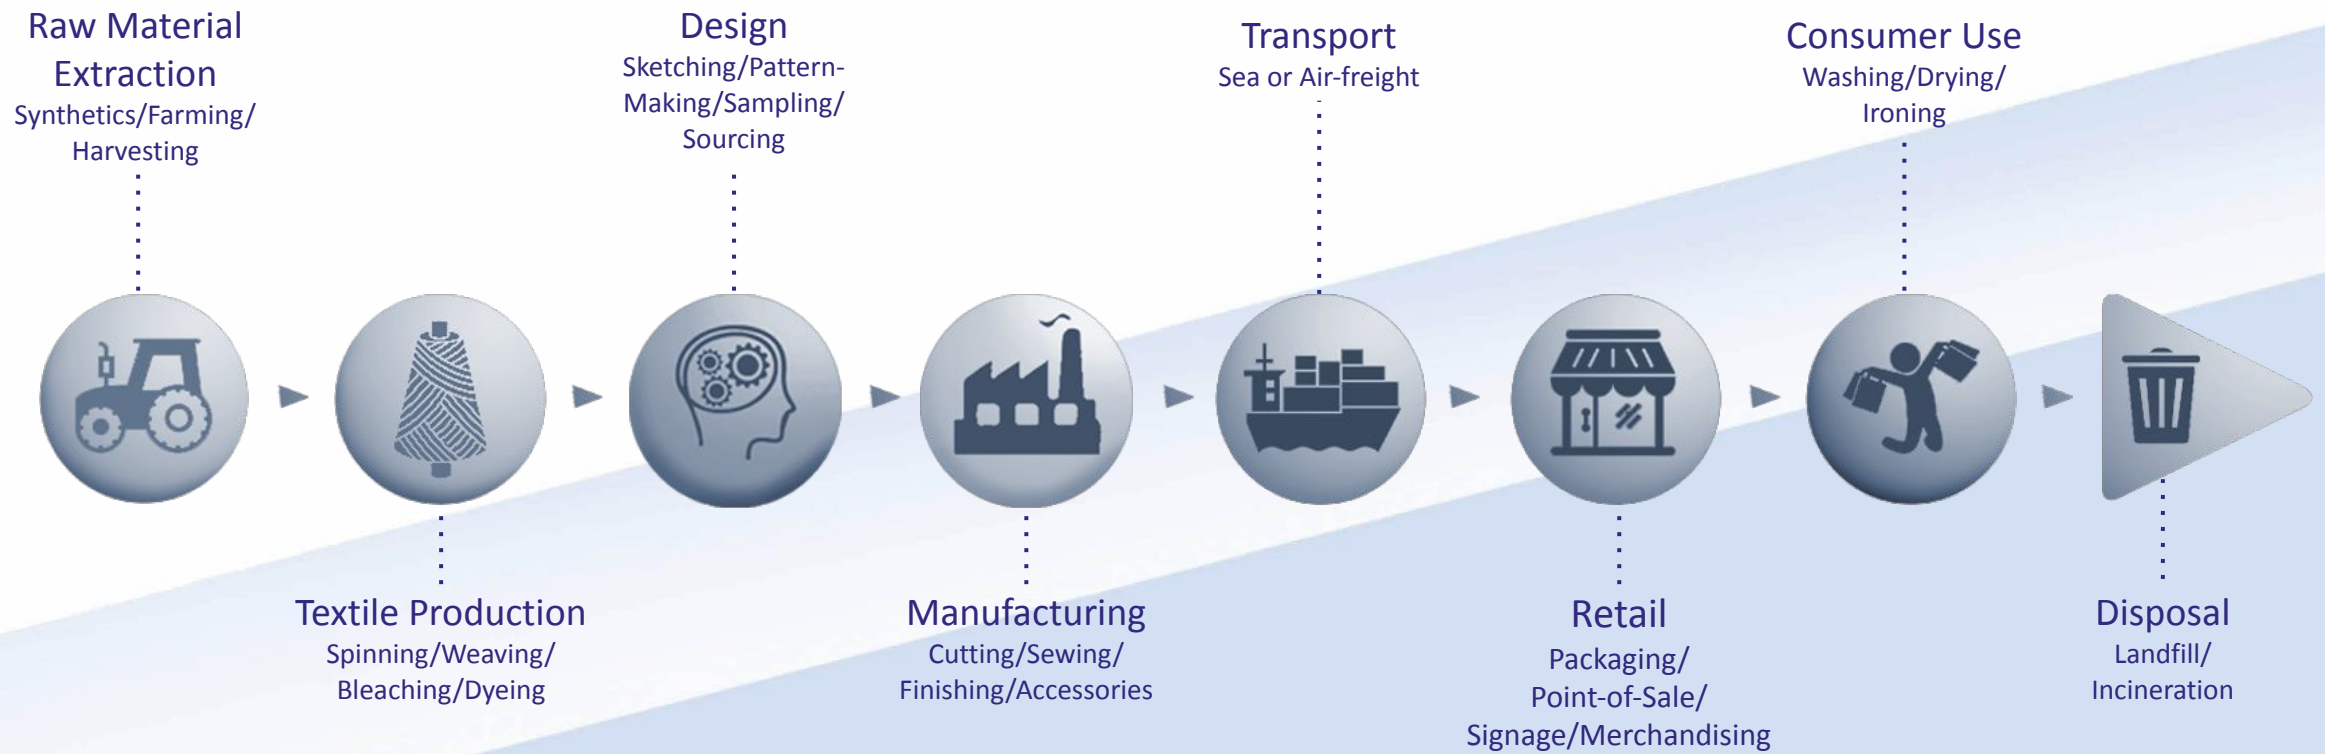 Raw Material
Extraction
Synthetics/Farming/
Harvesting
Textile Production
Spinning/Weaving/
Bleaching/Dyeing
Design
Sketching/Pattern-
Making/Sampling/
Sourcing
Manufacturing
Cutting/Sewing/
Finishing/Accessories
Transport
Sea or Air-freight
Retail
Packaging/
Point-of-Sale/
Signage/Merchandising
Consumer Use
Washing/Drying/
Ironing
Disposal
Landfill/
Incineration